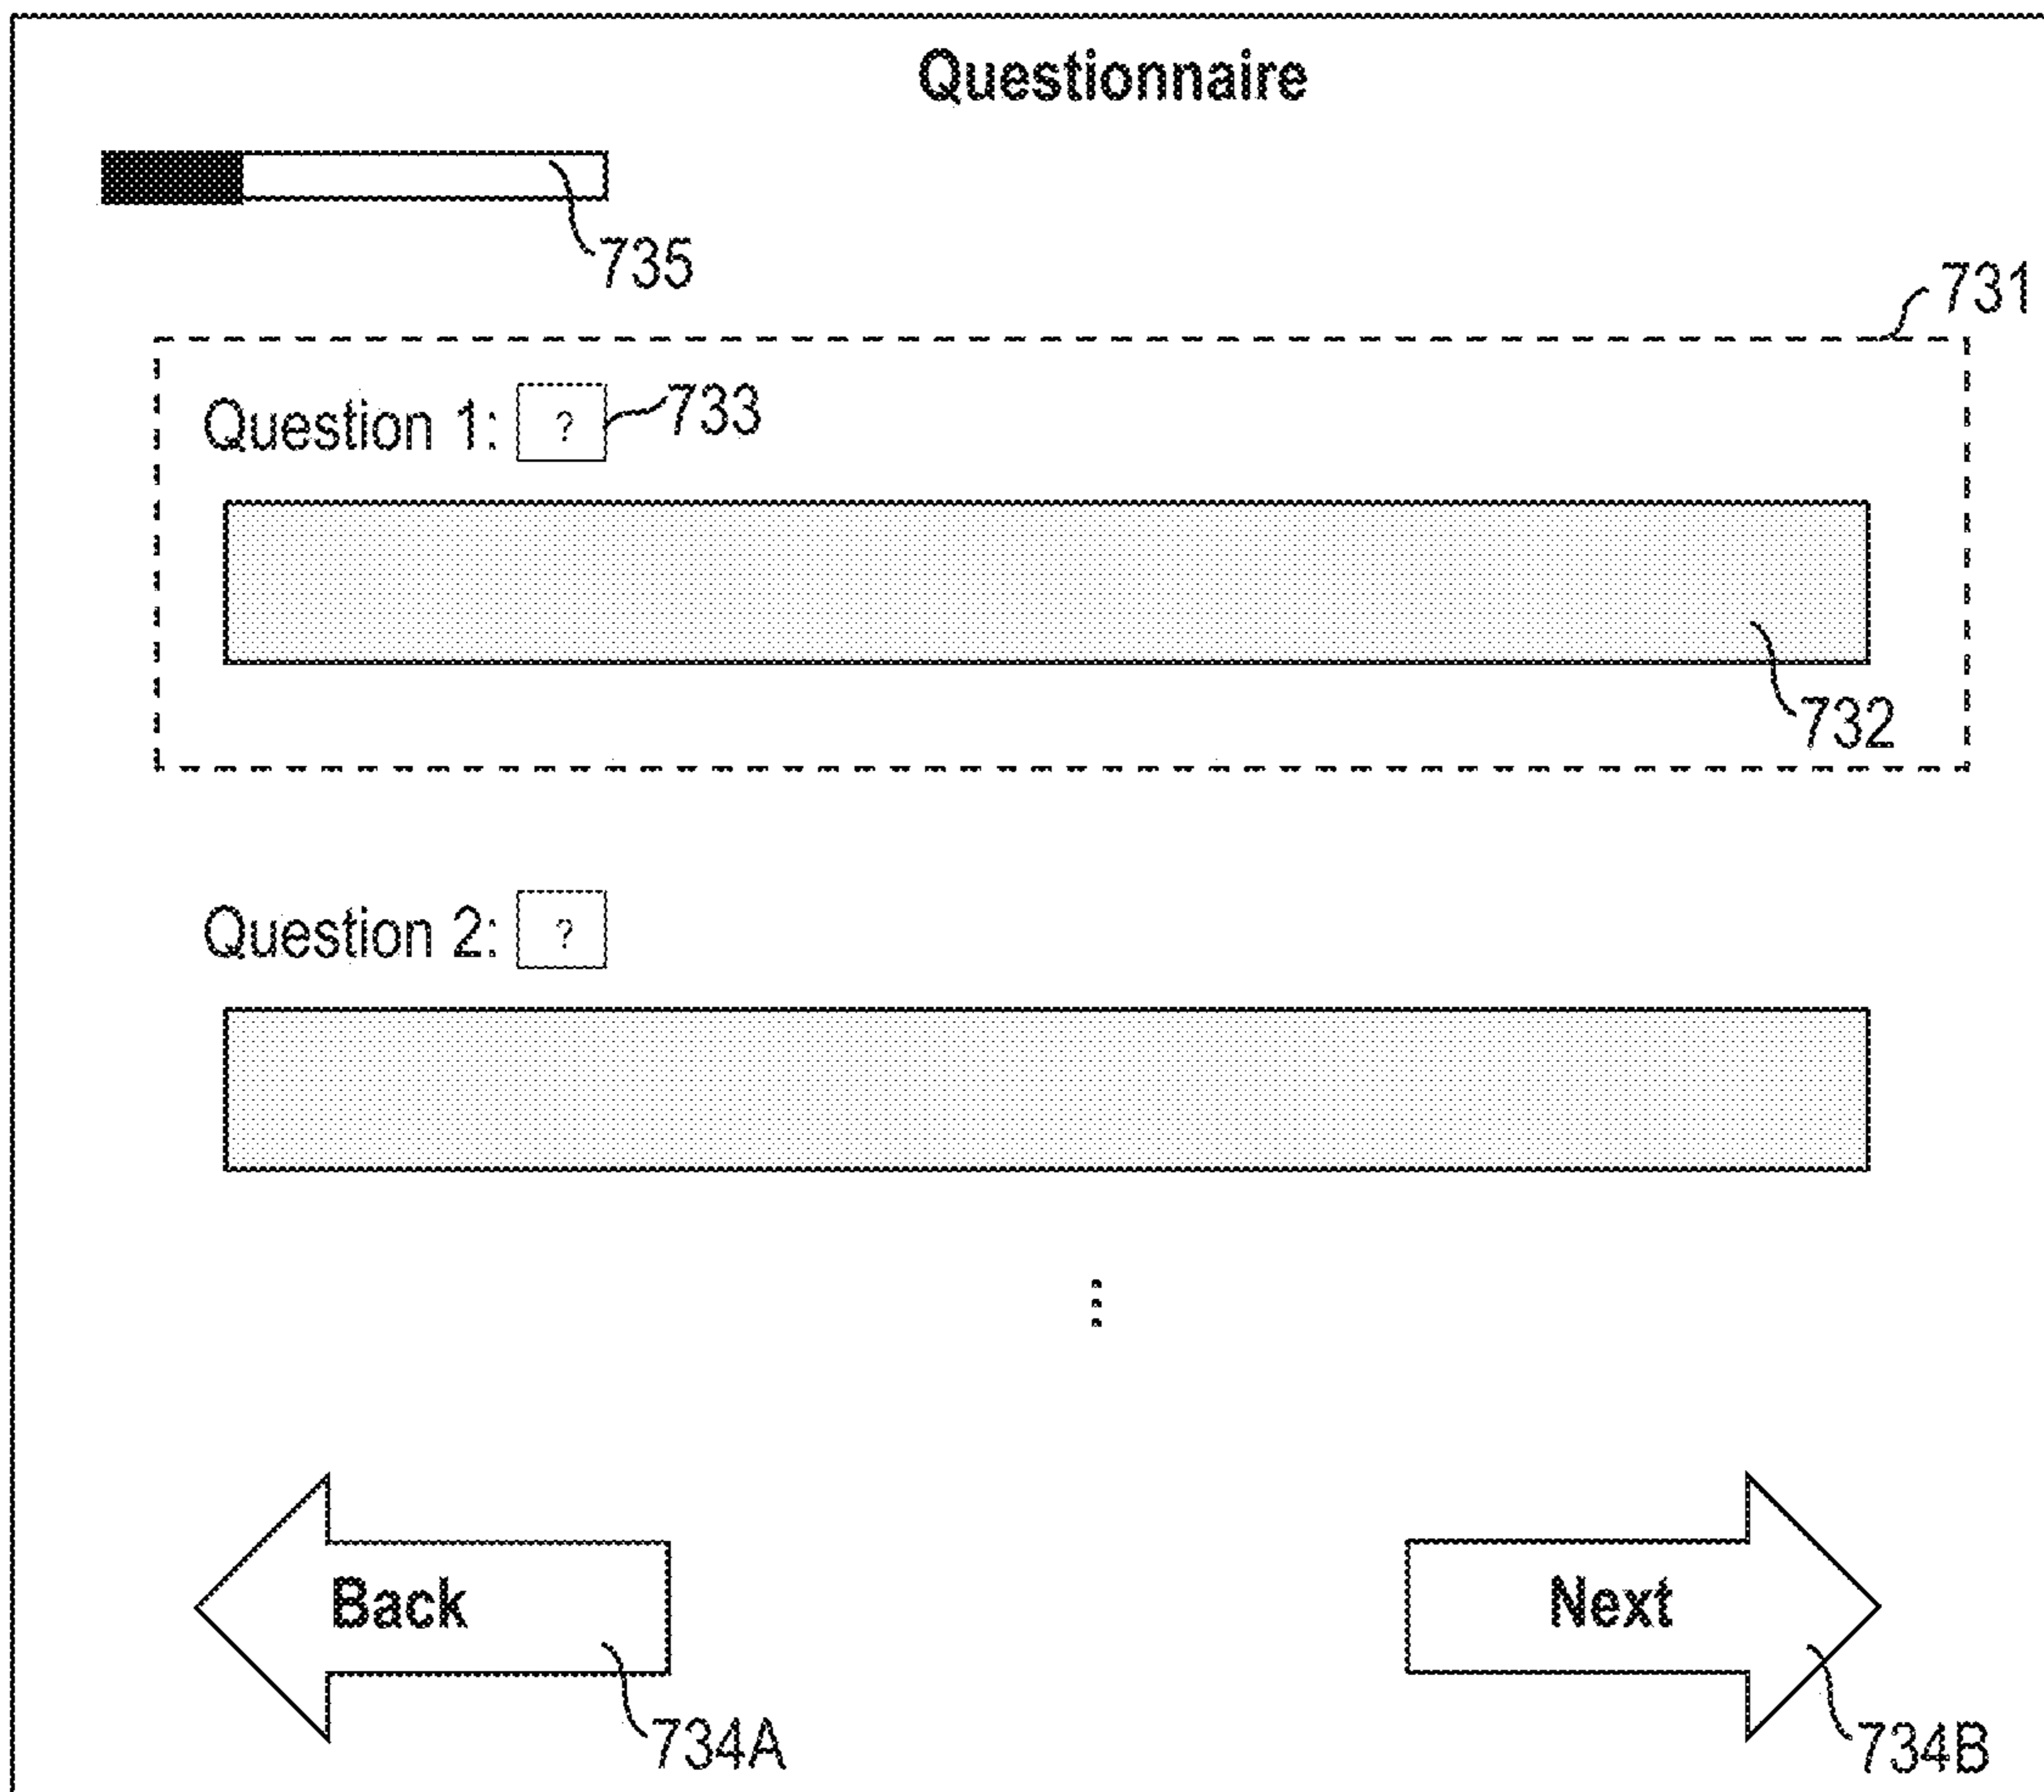 Questionnaire
735
731
Question 1: ? 733
732
Question 2: ?
⋮
Back
Next
734A
734B